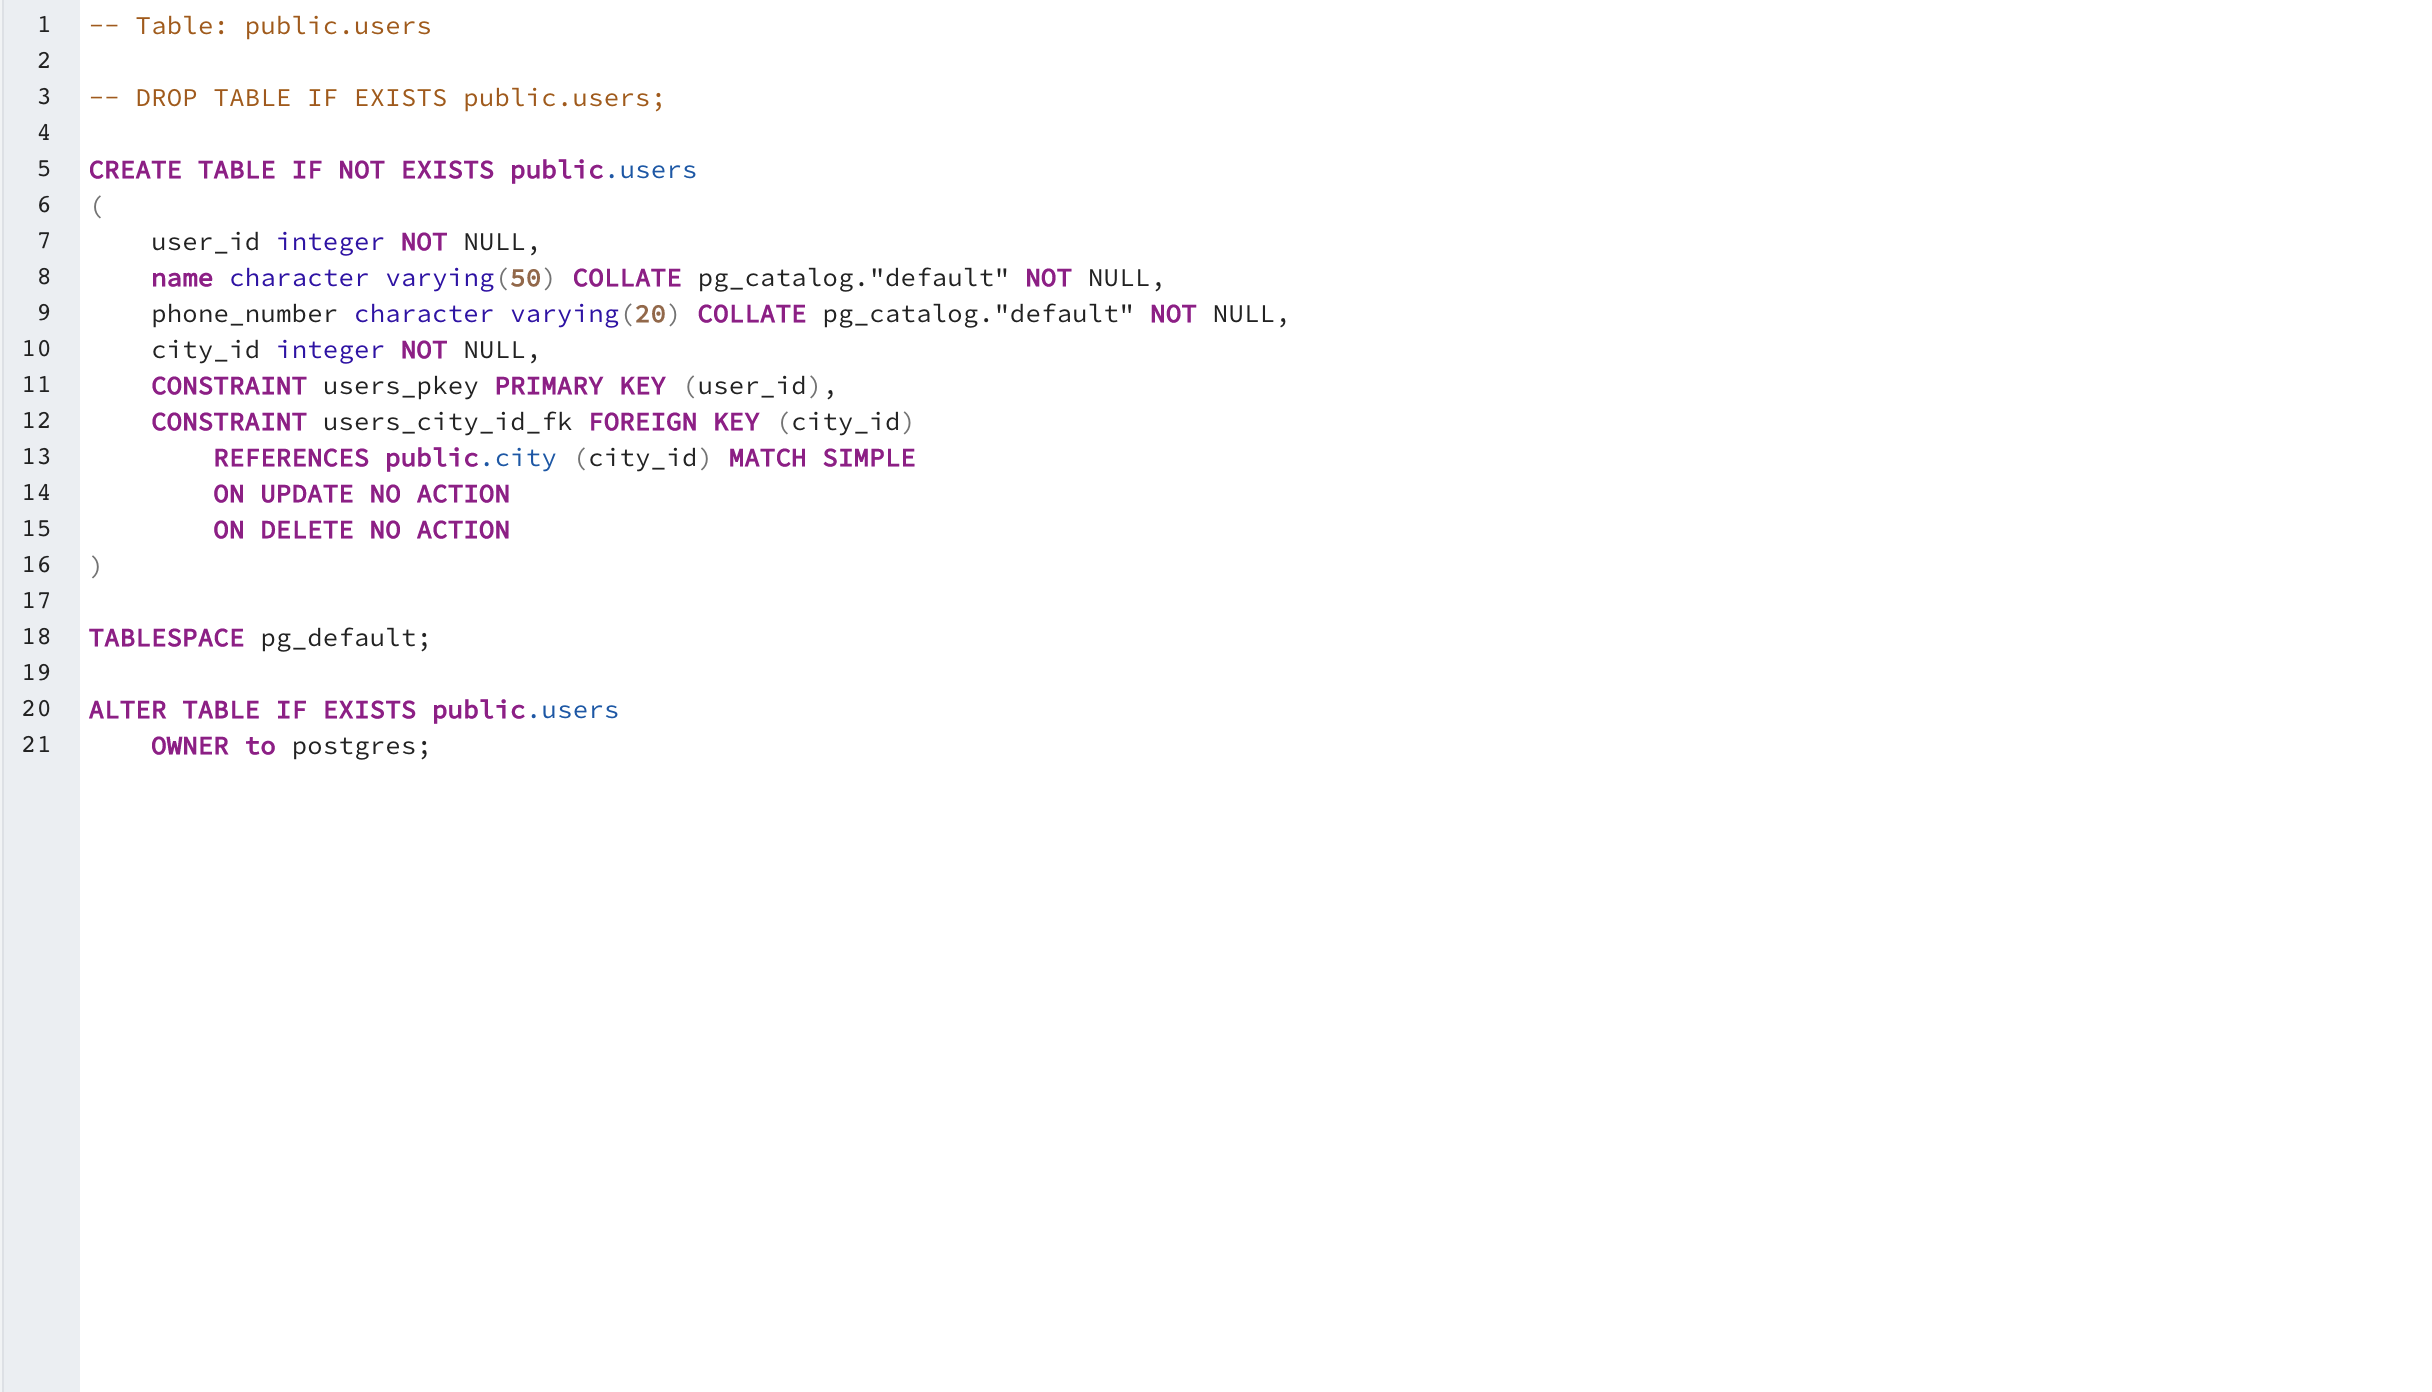 1 -- Table: public.users
2
3 -- DROP TABLE IF EXISTS public.users;
4
5 CREATE TABLE IF NOT EXISTS public.users
6 (
7     user_id integer NOT NULL,
8     name character varying(50) COLLATE pg_catalog."default" NOT NULL,
9     phone_number character varying(20) COLLATE pg_catalog."default" NOT NULL,
10     city_id integer NOT NULL,
11     CONSTRAINT users_pkey PRIMARY KEY (user_id),
12     CONSTRAINT users_city_id_fk FOREIGN KEY (city_id)
13         REFERENCES public.city (city_id) MATCH SIMPLE
14         ON UPDATE NO ACTION
15         ON DELETE NO ACTION
16 )
17
18 TABLESPACE pg_default;
19
20 ALTER TABLE IF EXISTS public.users
21     OWNER to postgres;